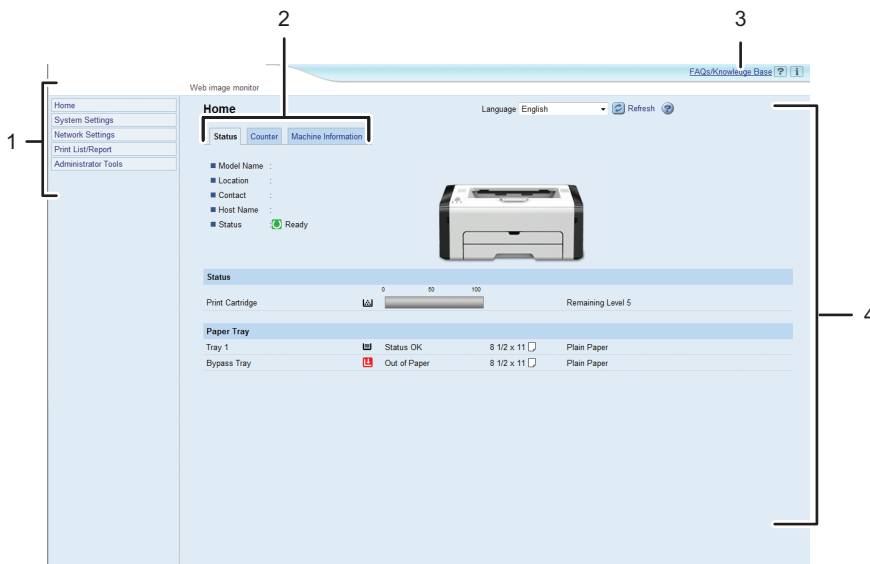 2
3
FAQs/Knowledge Base ? i
Web image monitor
1
Home
System Settings
Network Settings
Print List/Report
Administrator Tools
Home
Language English Refresh ?
Status Counter Machine Information
Model Name :
Location :
Contact :
Host Name :
Status : Ready
Status
0 50 100
Print Cartridge Remaining Level 5
4
Paper Tray
Tray 1 Status OK 8 1/2 x 11 Plain Paper
Bypass Tray Out of Paper 8 1/2 x 11 Plain Paper